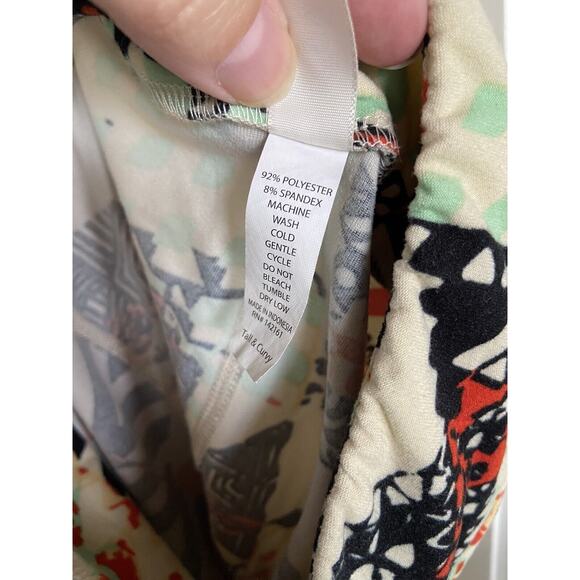 92% POLYESTER
8% SPANDEX
MACHINE
WASH
COLD
GENTLE
CYCLE
DO NOT
BLEACH
TUMBLE
DRY LOW
MADE IN INDONESIA
RN# 142161
Tall & Curvy